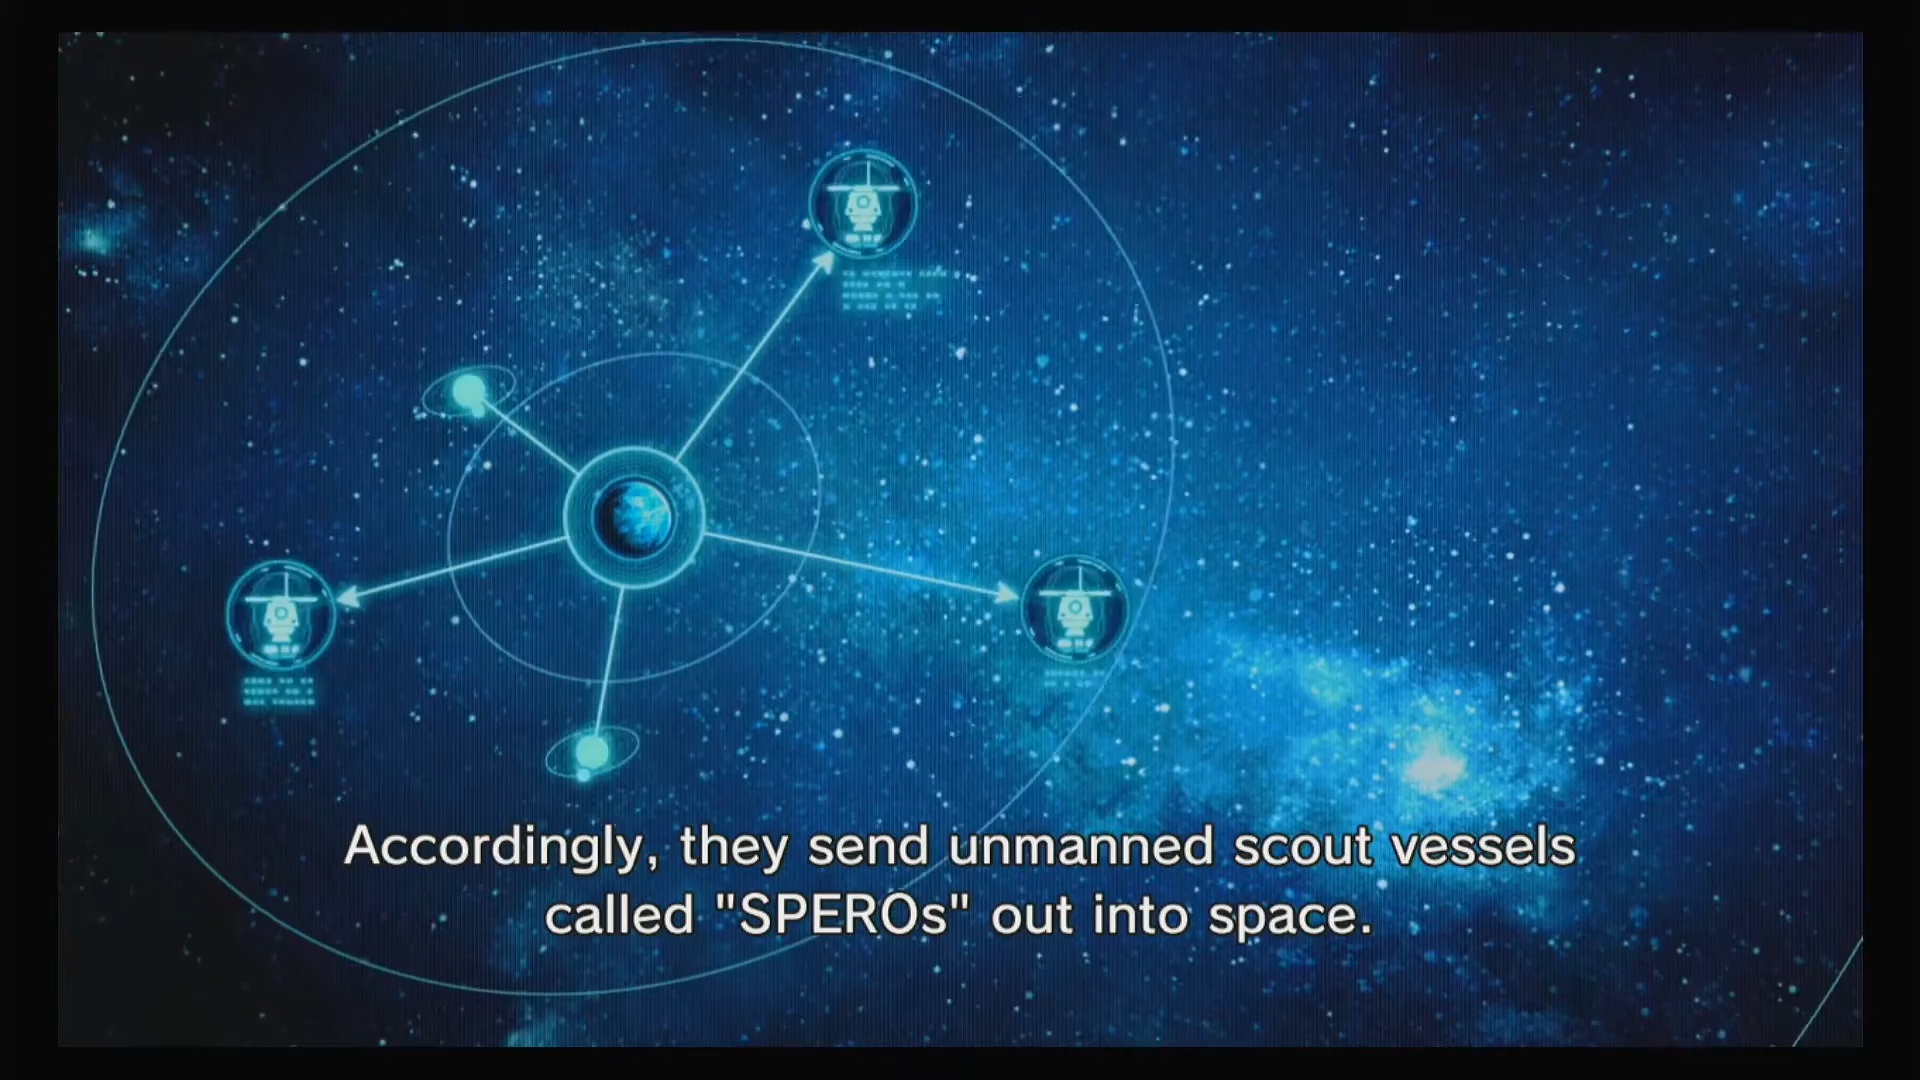 Accordingly, they send unmanned scout vessels
called "SPEROs" out into space.